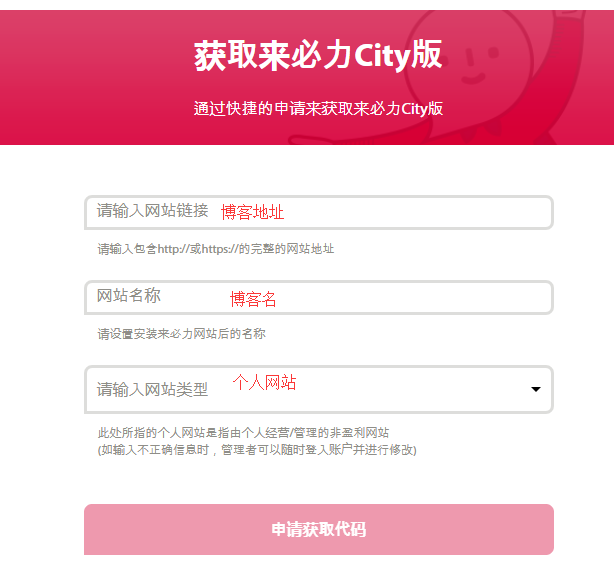 获取来必力City版
通过快捷的申请来获取来必力City版
请输入网站链接 博客地址
请输入包含http://或https://的完整的网站地址
网站名称 博客名
请设置安装来必力网站后的名称
请输入网站类型 个人网站
此处所指的个人网站是指由个人经营/管理的非盈利网站
(如输入不正确信息时，管理者可以随时登入账户并进行修改)
申请获取代码